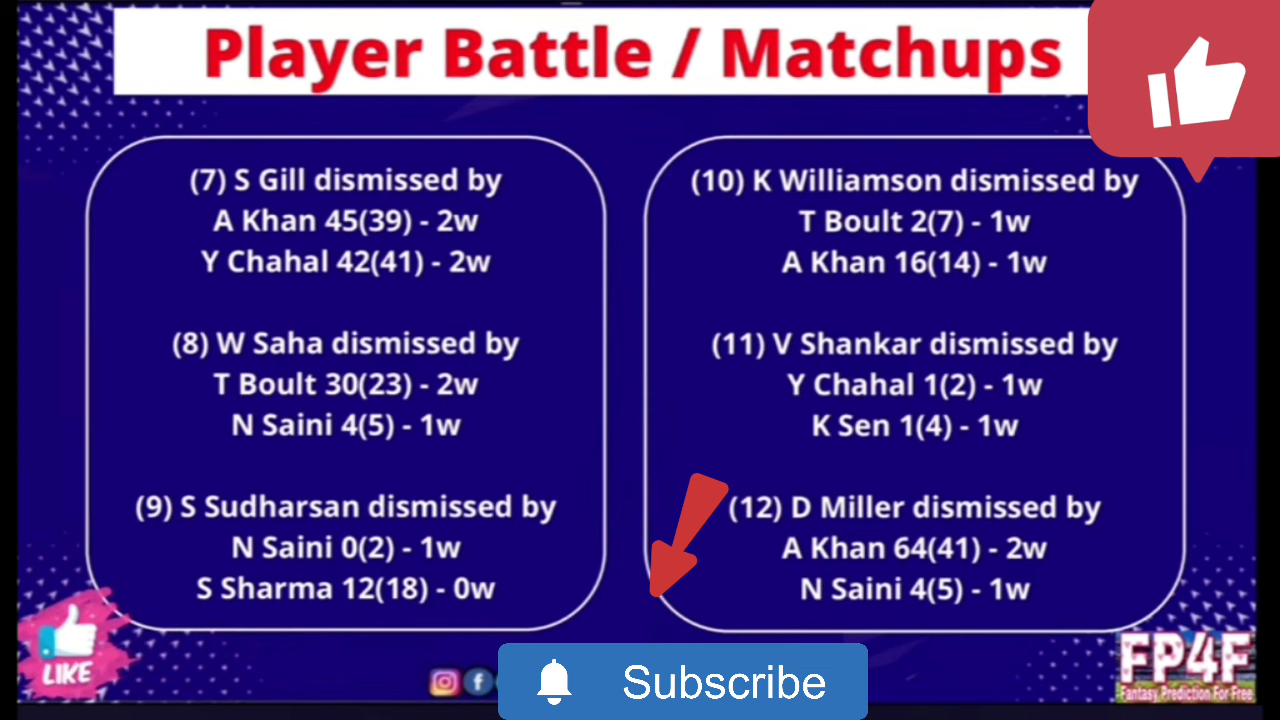 Player Battle / Matchups
(7) S Gill dismissed by
A Khan 45(39) - 2w
Y Chahal 42(41) - 2w
(8) W Saha dismissed by
T Boult 30(23) - 2w
N Saini 4(5) - 1w
(9) S Sudharsan dismissed by
N Saini 0(2) - 1w
S Sharma 12(18) - 0w
(10) K Williamson dismissed by
T Boult 2(7) - 1w
A Khan 16(14) - 1w
(11) V Shankar dismissed by
Y Chahal 1(2) - 1w
K Sen 1(4) - 1w
(12) D Miller dismissed by
A Khan 64(41) - 2w
N Saini 4(5) - 1w
LIKE
Subscribe
FP4F
Fantasy Prediction For Free